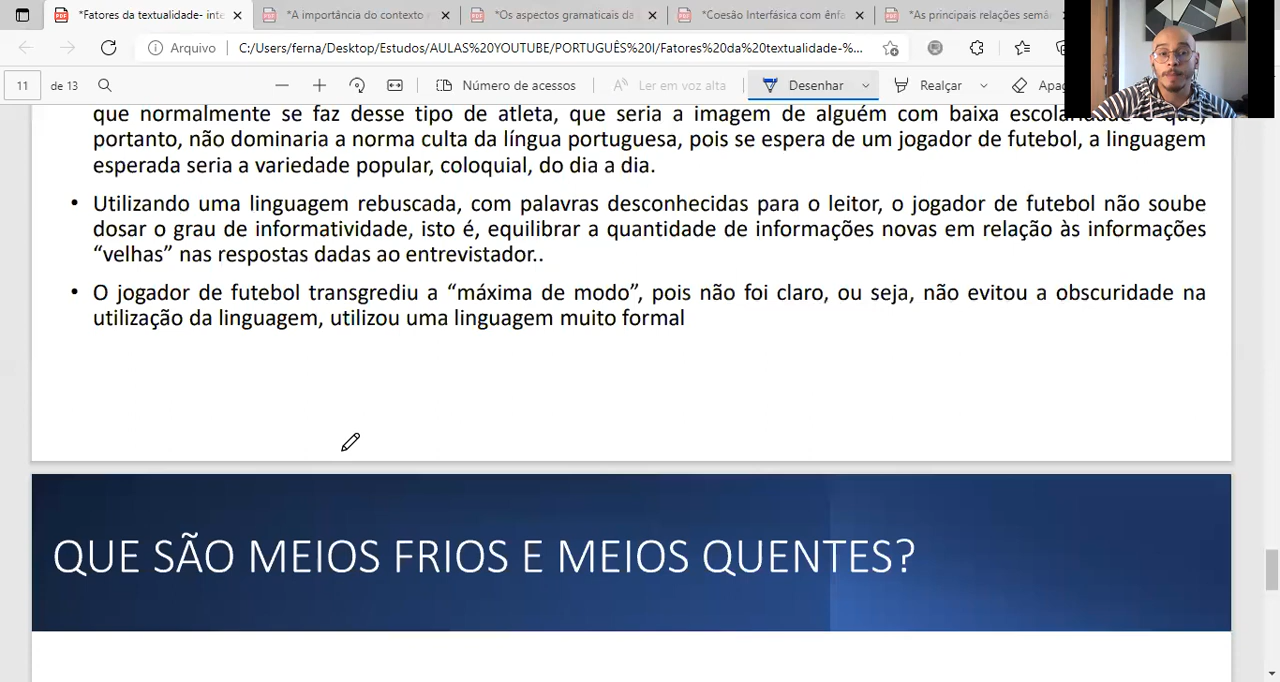 *Fatores da textualidade- inte
*A importância do contexto r
*Os aspectos gramaticais da
*Coesão Interfásica com ênfa
*As principais relações semâ
Arquivo C:/Users/ferna/Desktop/Estudos/AULAS%20YOUTUBE/PORTUGUÊS%20I/Fatores%20da%20textualidade-%...
11 de 13 Número de acessos Ler em voz alta Desenhar Realçar Apag
que normalmente se faz desse tipo de atleta, que seria a imagem de alguém com baixa que,
portanto, não dominaria a norma culta da língua portuguesa, pois se espera de um jogador de futebol, a linguagem
esperada seria a variedade popular, coloquial, do dia a dia.
• Utilizando uma linguagem rebuscada, com palavras desconhecidas para o leitor, o jogador de futebol não soube
dosar o grau de informatividade, isto é, equilibrar a quantidade de informações novas em relação às informações
“velhas” nas respostas dadas ao entrevistador..
• O jogador de futebol transgrediu a “máxima de modo”, pois não foi claro, ou seja, não evitou a obscuridade na
utilização da linguagem, utilizou uma linguagem muito formal
QUE SÃO MEIOS FRIOS E MEIOS QUENTES?